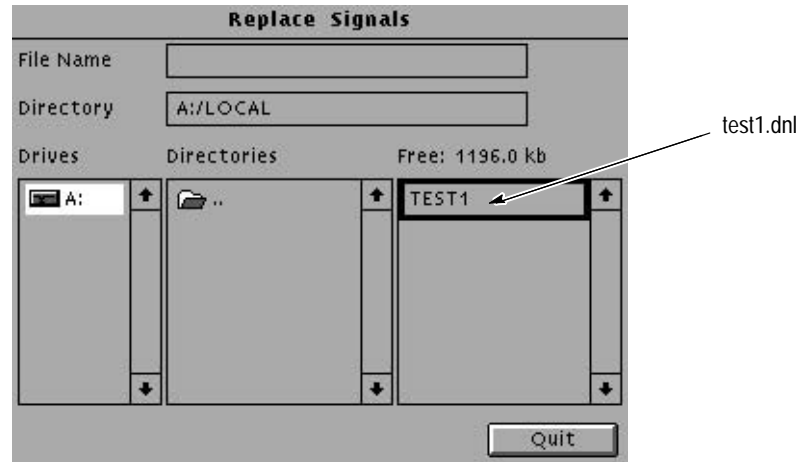 Replace Signals
File Name
Directory A:/LOCAL
test1.dnl
Drives Directories Free: 1196.0 kb
A: .. TEST1
Quit